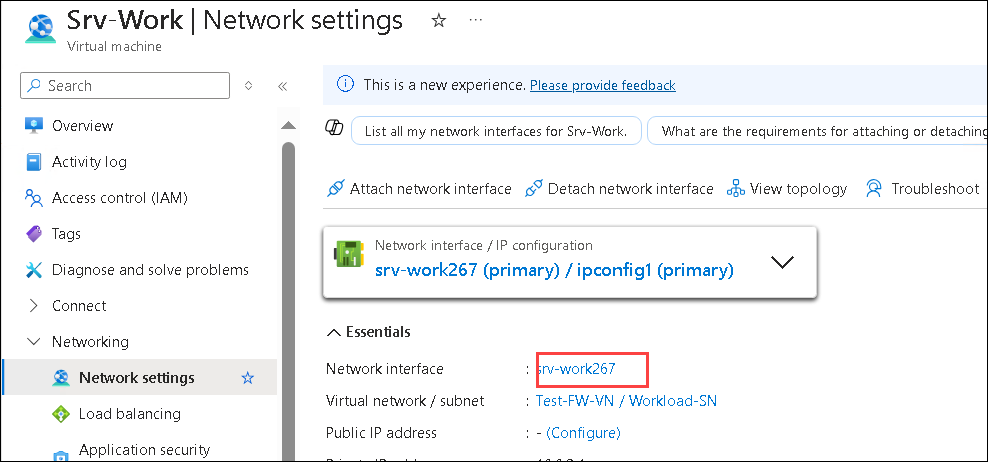 Srv-Work | Network settings ☆ ···
Virtual machine
Search
This is a new experience. Please provide feedback
List all my network interfaces for Srv-Work.
What are the requirements for attaching or detaching
Overview
Activity log
Access control (IAM)
Tags
Diagnose and solve problems
Connect
Networking
Network settings
Load balancing
Application security
Attach network interface
Detach network interface
View topology
Troubleshoot
Network interface / IP configuration
srv-work267 (primary) / ipconfig1 (primary)
Essentials
Network interface : srv-work267
Virtual network / subnet : Test-FW-VN / Workload-SN
Public IP address : - (Configure)